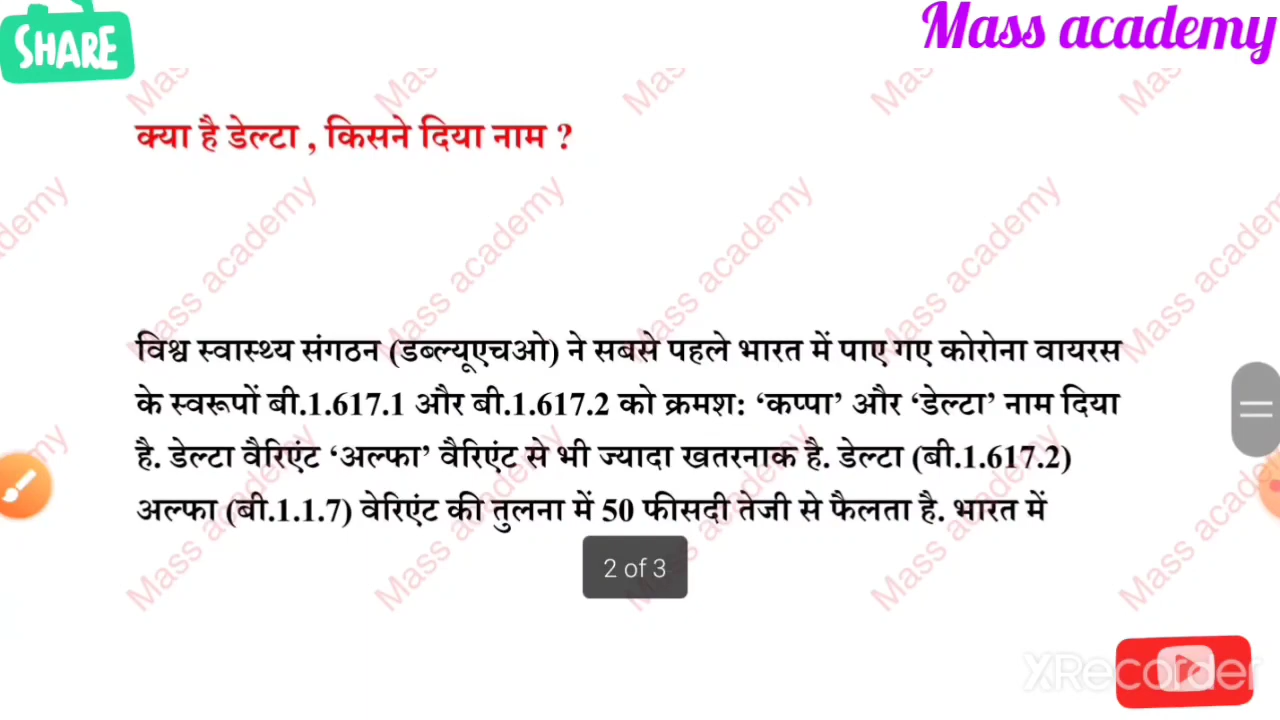 SHARE
Mass academy
क्या है डेल्टा , किसने दिया नाम ?
विश्व स्वास्थ्य संगठन (डब्ल्यूएचओ) ने सबसे पहले भारत में पाए गए कोरोना वायरस
के स्वरूपों बी.1.617.1 और बी.1.617.2 को क्रमश: ‘कप्पा’ और ‘डेल्टा’ नाम दिया
है. डेल्टा वैरिएंट ‘अल्फा’ वैरिएंट से भी ज्यादा खतरनाक है. डेल्टा (बी.1.617.2)
अल्फा (बी.1.1.7) वेरिएंट की तुलना में 50 फीसदी तेजी से फैलता है. भारत में
2 of 3
XRecorder